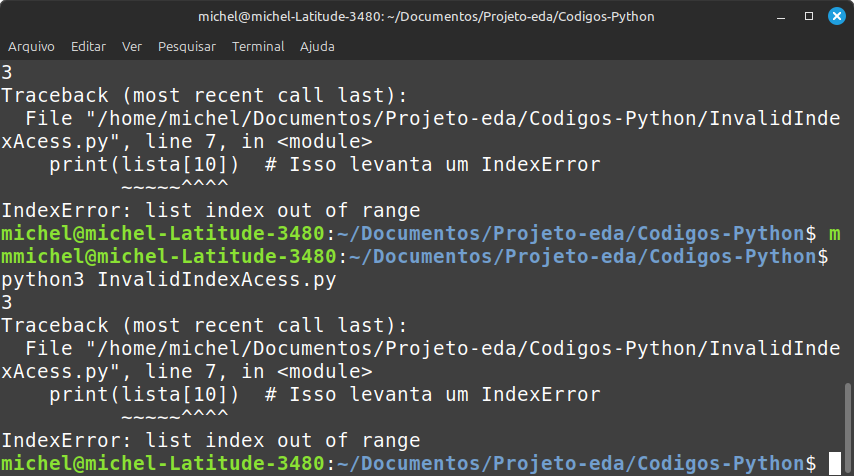 michel@michel-Latitude-3480: ~/Documentos/Projeto-eda/Codigos-Python
Arquivo Editar Ver Pesquisar Terminal Ajuda
3
Traceback (most recent call last):
  File "/home/michel/Documentos/Projeto-eda/Codigos-Python/InvalidInde
xAcess.py", line 7, in <module>
    print(lista[10])  # Isso levanta um IndexError
          ~~~~~^^^^
IndexError: list index out of range
michel@michel-Latitude-3480:~/Documentos/Projeto-eda/Codigos-Python$ m
mmichel@michel-Latitude-3480:~/Documentos/Projeto-eda/Codigos-Python$
python3 InvalidIndexAcess.py
3
Traceback (most recent call last):
  File "/home/michel/Documentos/Projeto-eda/Codigos-Python/InvalidInde
xAcess.py", line 7, in <module>
    print(lista[10])  # Isso levanta um IndexError
          ~~~~~^^^^
IndexError: list index out of range
michel@michel-Latitude-3480:~/Documentos/Projeto-eda/Codigos-Python$